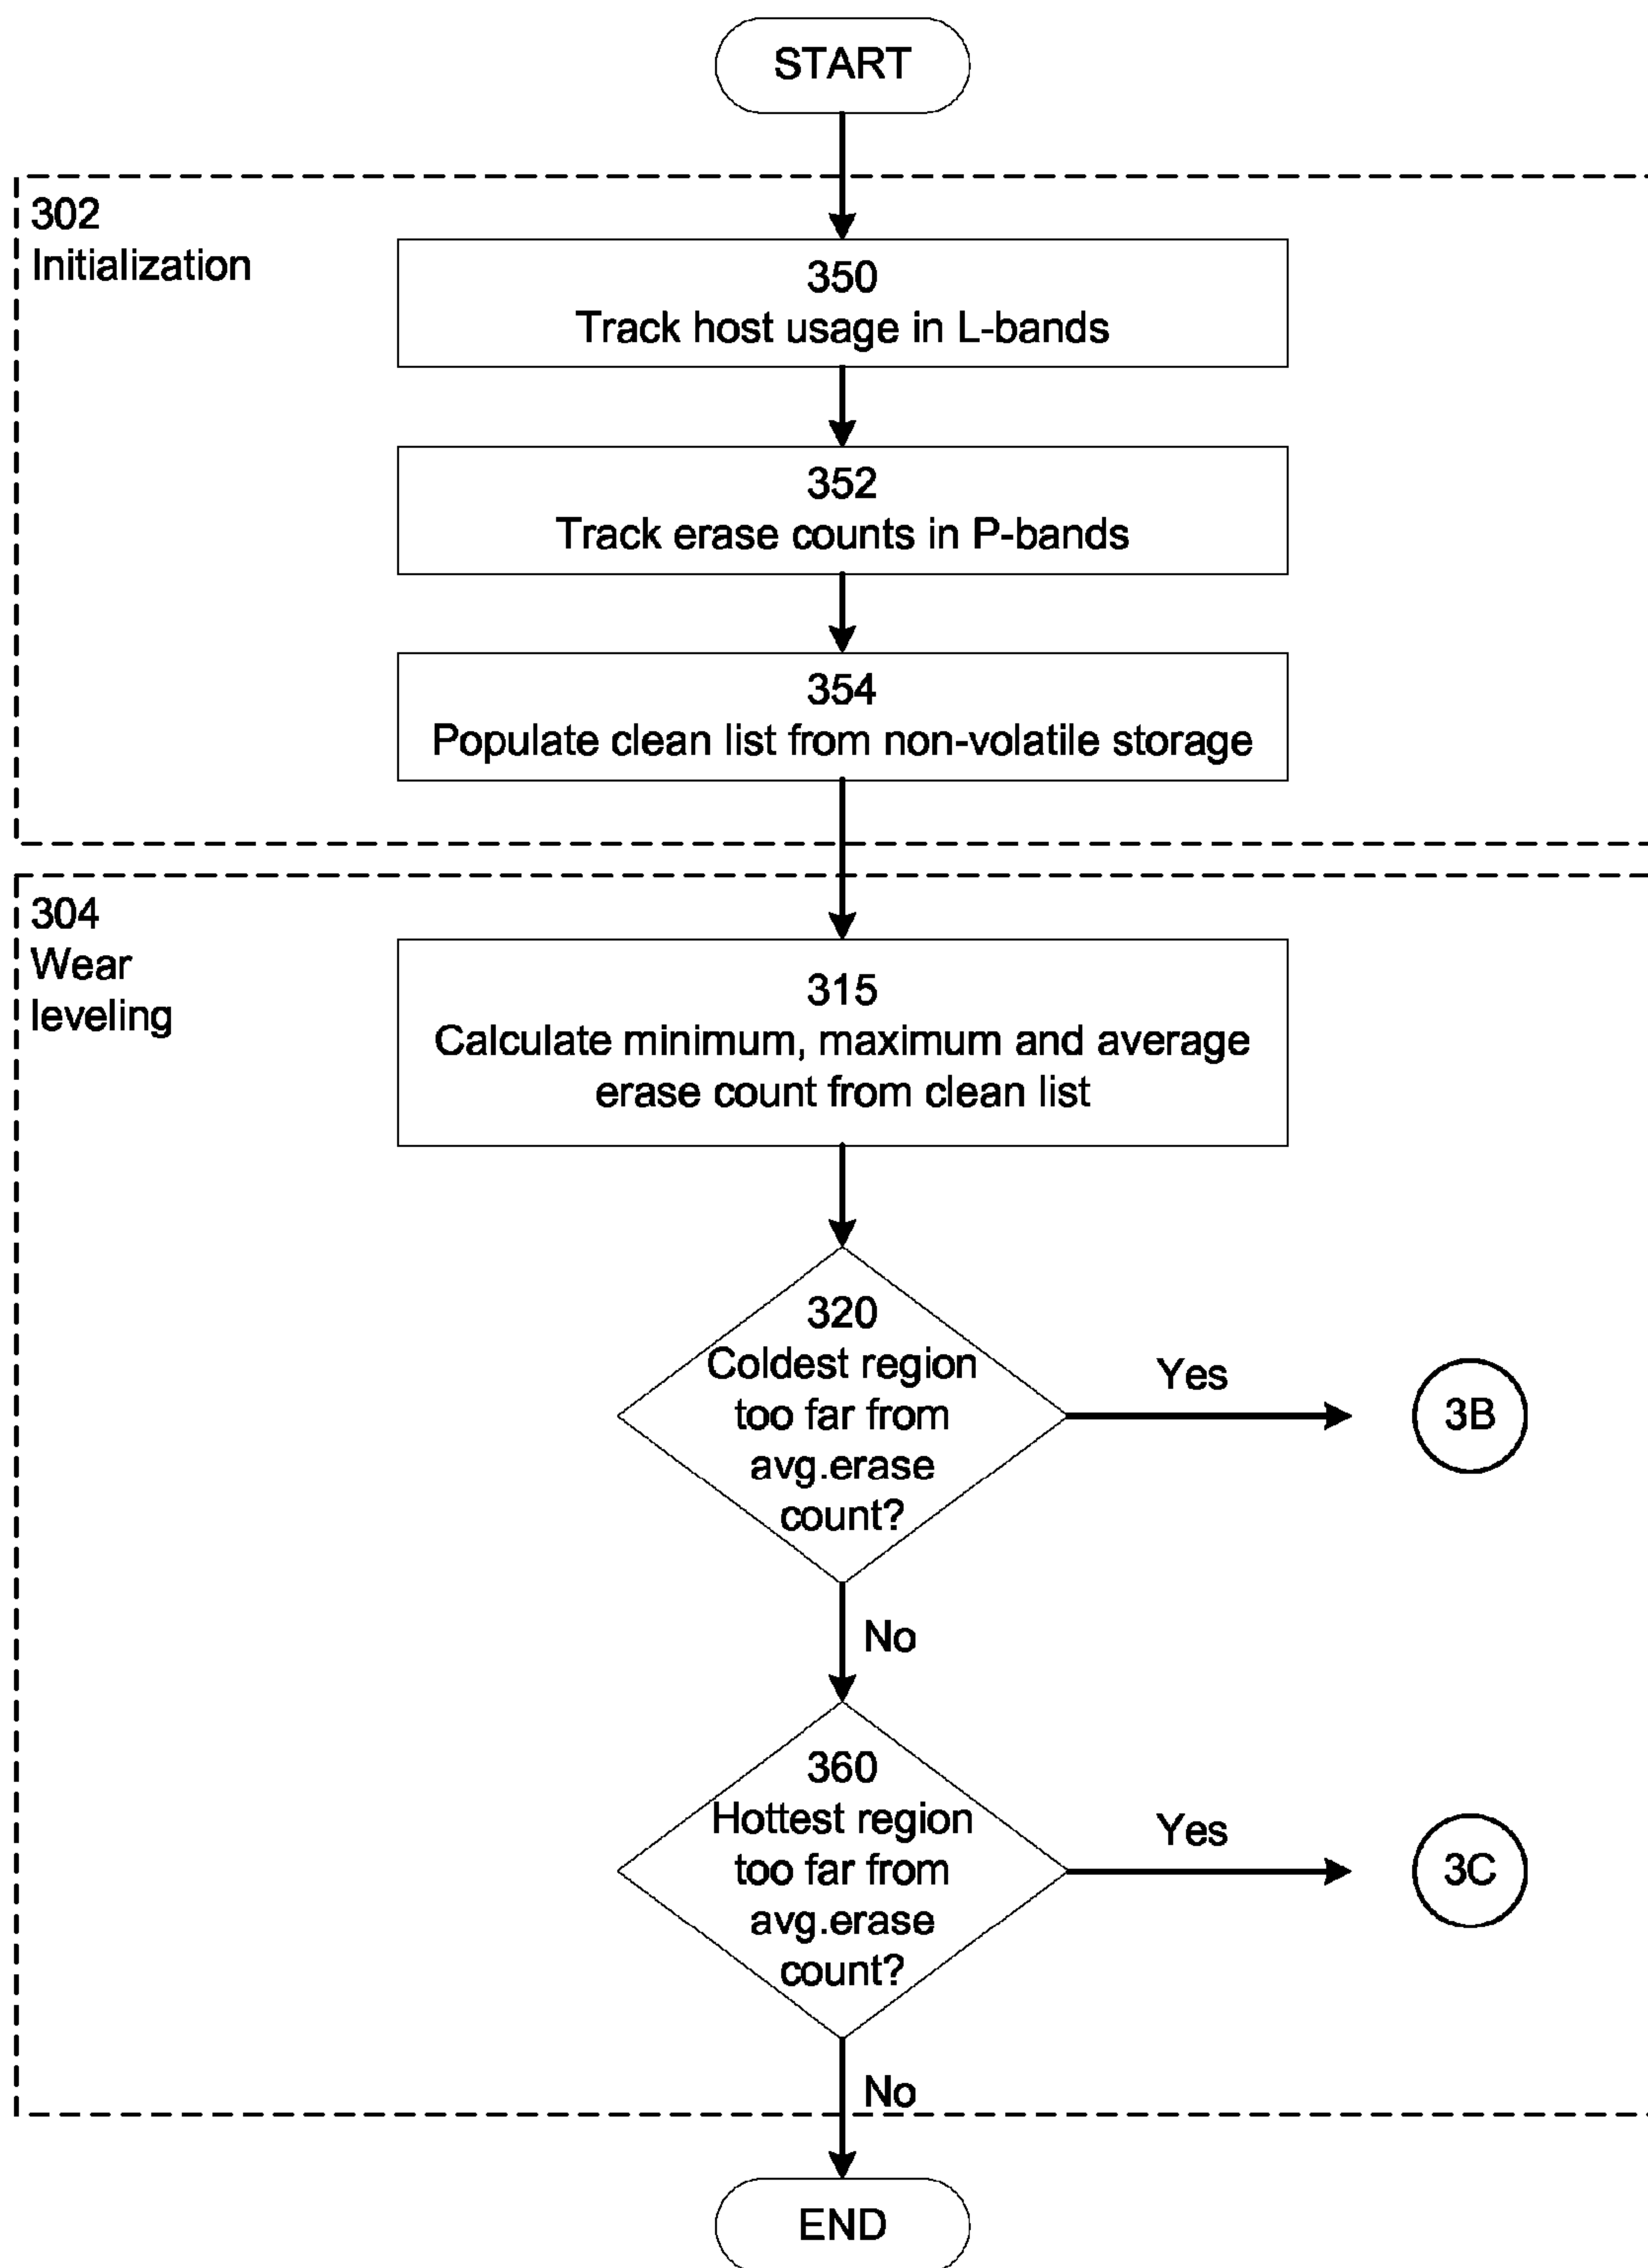 START
302
Initialization
350
Track host usage in L-bands
352
Track erase counts in P-bands
354
Populate clean list from non-volatile storage
304
Wear
leveling
315
Calculate minimum, maximum and average
erase count from clean list
320
Coldest region
too far from
avg.erase
count?
Yes
3B
No
360
Hottest region
too far from
avg.erase
count?
Yes
3C
No
END